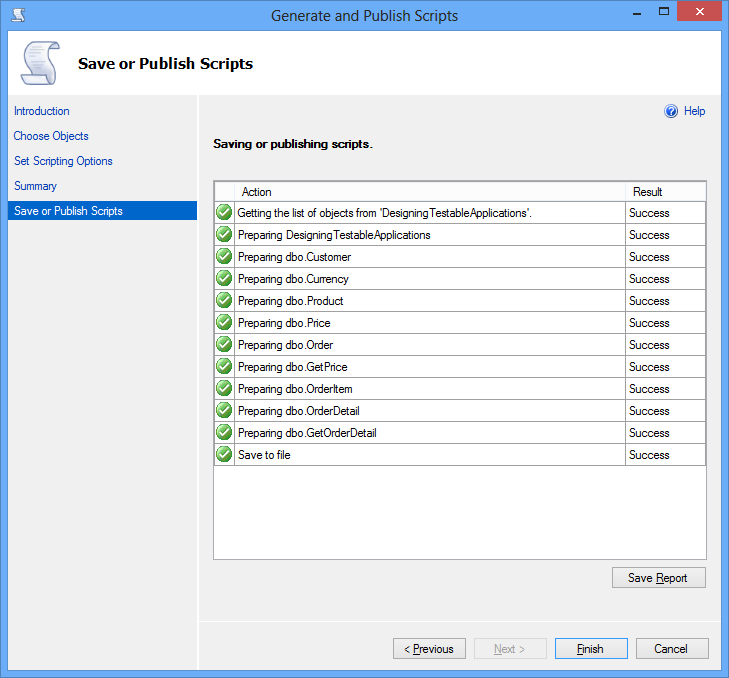 Generate and Publish Scripts
Save or Publish Scripts
Introduction
Choose Objects
Set Scripting Options
Summary
Save or Publish Scripts
Help
Saving or publishing scripts.
Action Result
Getting the list of objects from 'DesigningTestableApplications'. Success
Preparing DesigningTestableApplications Success
Preparing dbo.Customer Success
Preparing dbo.Currency Success
Preparing dbo.Product Success
Preparing dbo.Price Success
Preparing dbo.Order Success
Preparing dbo.GetPrice Success
Preparing dbo.OrderItem Success
Preparing dbo.OrderDetail Success
Preparing dbo.GetOrderDetail Success
Save to file Success
Save Report
< Previous Next > Finish Cancel